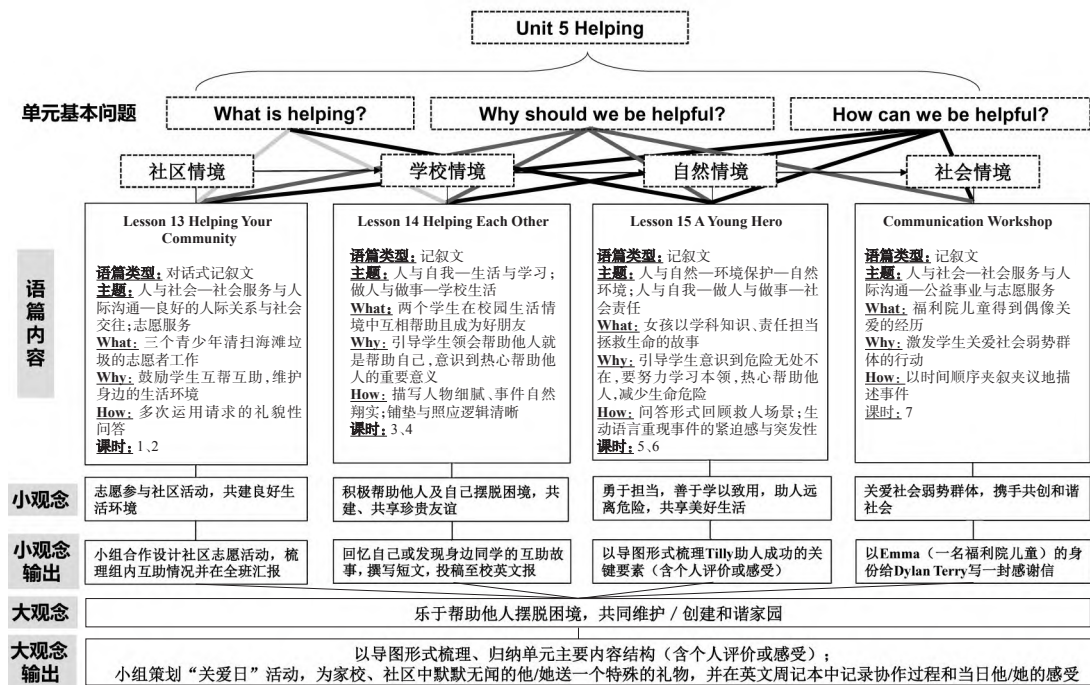 Unit 5 Helping
单元基本问题
What is helping?
Why should we be helpful?
How can we be helpful?
社区情境
学校情境
自然情境
社会情境
语篇内容
Lesson 13 Helping Your
Community
语篇类型：对话式记叙文
主题：人与社会—社会服务与人
际沟通—良好的人际关系与社会
交往；志愿服务
What：三个青少年清扫海滩垃
圾的志愿者工作
Why：鼓励学生互帮互助，维护
身边的生活环境
How：多次运用请求的礼貌性
问答
课时：1、2
Lesson 14 Helping Each Other
语篇类型：记叙文
主题：人与自我—生活与学习；
做人与做事—学校生活
What：两个学生在校园生活情
境中互相帮助且成为好朋友
Why：引导学生领会帮助他人就
是帮助自己，意识到热心帮助他
人的重要意义
How：描写人物细腻、事件自然
翔实；铺垫与照应逻辑清晰
课时：3、4
Lesson 15 A Young Hero
语篇类型：记叙文
主题：人与自然—环境保护—自然
环境；人与自我—做人与做事—社
会责任
What：女孩以学科知识、责任担当
拯救生命的故事
Why：引导学生意识到危险无处不
在，要努力学习本领，热心帮助他
人，减少生命危险
How：问答形式回顾救人场景；生
动语言重现事件的紧迫感与突发性
课时：5、6
Communication Workshop
语篇类型：记叙文
主题：人与社会—社会服务与人
际沟通—公益事业与志愿服务
What：福利院儿童得到偶像关
爱的经历
Why：激发学生关爱社会弱势群
体的行动
How：以时间顺序夹叙夹议地描
述事件
课时：7
小观念
志愿参与社区活动，共建良好生
活环境
积极帮助他人及自己摆脱困境，共
建、共享珍贵友谊
勇于担当，善于学以致用，助人远
离危险，共享美好生活
关爱社会弱势群体，携手共创和谐
社会
小观念
输出
小组合作设计社区志愿活动，梳
理组内互助情况并在全班汇报
回忆自己或发现身边同学的互助故
事，撰写短文，投稿至校英文报
以导图形式梳理Tilly助人成功的关
键要素（含个人评价或感受）
以Emma（一名福利院儿童）的身
份给Dylan Terry写一封感谢信
大观念
乐于帮助他人摆脱困境，共同维护 / 创建和谐家园
大观念
输出
以导图形式梳理、归纳单元主要内容结构（含个人评价或感受）；
小组策划“关爱日”活动，为家校、社区中默默无闻的他/她送一个特殊的礼物，并在英文周记本中记录协作过程和当日他/她的感受